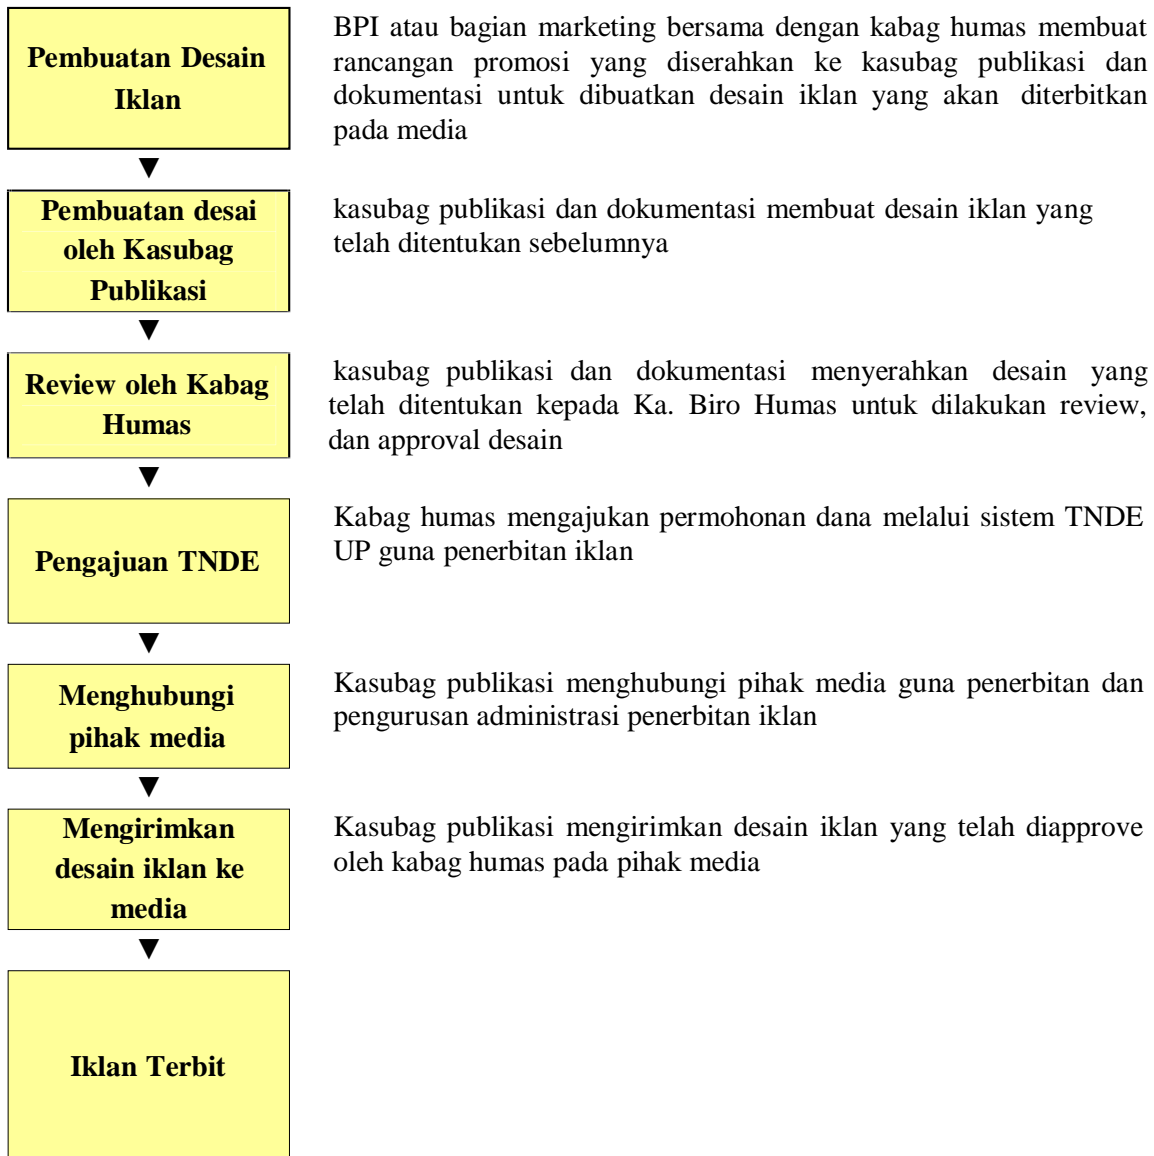 Pembuatan Desain
Iklan
BPI atau bagian marketing bersama dengan kabag humas membuat
rancangan promosi yang diserahkan ke kasubag publikasi dan
dokumentasi untuk dibuatkan desain iklan yang akan diterbitkan
pada media
▼
Pembuatan desai
oleh Kasubag
Publikasi
kasubag publikasi dan dokumentasi membuat desain iklan yang
telah ditentukan sebelumnya
▼
Review oleh Kabag
Humas
kasubag publikasi dan dokumentasi menyerahkan desain yang
telah ditentukan kepada Ka. Biro Humas untuk dilakukan review,
dan approval desain
▼
Pengajuan TNDE
Kabag humas mengajukan permohonan dana melalui sistem TNDE
UP guna penerbitan iklan
▼
Menghubungi
pihak media
Kasubag publikasi menghubungi pihak media guna penerbitan dan
pengurusan administrasi penerbitan iklan
▼
Mengirimkan
desain iklan ke
media
Kasubag publikasi mengirimkan desain iklan yang telah diapprove
oleh kabag humas pada pihak media
▼
Iklan Terbit